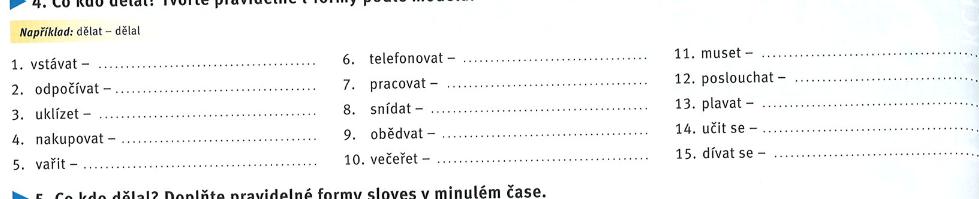 4. Co kdo dělal? Tvořte pravidelné l-formy podle modelu.
Například: dělat – dělal
1. vstávat – ........................................
2. odpočívat – ........................................
3. uklízet – ........................................
4. nakupovat – ........................................
5. vařit – ........................................
6. telefonovat – ........................................
7. pracovat – ........................................
8. snídat – ........................................
9. obědvat – ........................................
10. večeřet – ........................................
11. muset – ........................................
12. poslouchat – ........................................
13. plavat – ........................................
14. učit se – ........................................
15. dívat se – ........................................
5. Co kdo dělal? Doplňte pravidelné formy sloves v minulém čase.